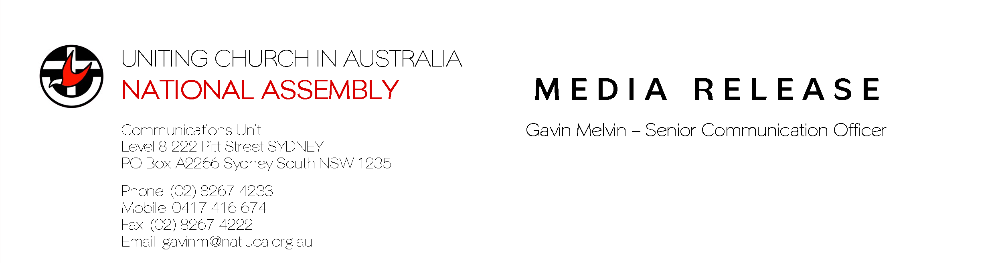 UNITING CHURCH IN AUSTRALIA
NATIONAL ASSEMBLY
MEDIA RELEASE
Gavin Melvin – Senior Communication Officer
Communications Unit
Level 8 222 Pitt Street SYDNEY
PO Box A2266 Sydney South NSW 1235
Phone: (02) 8267 4233
Mobile: 0417 416 674
Fax: (02) 8267 4222
Email: gavinm@nat.uca.org.au